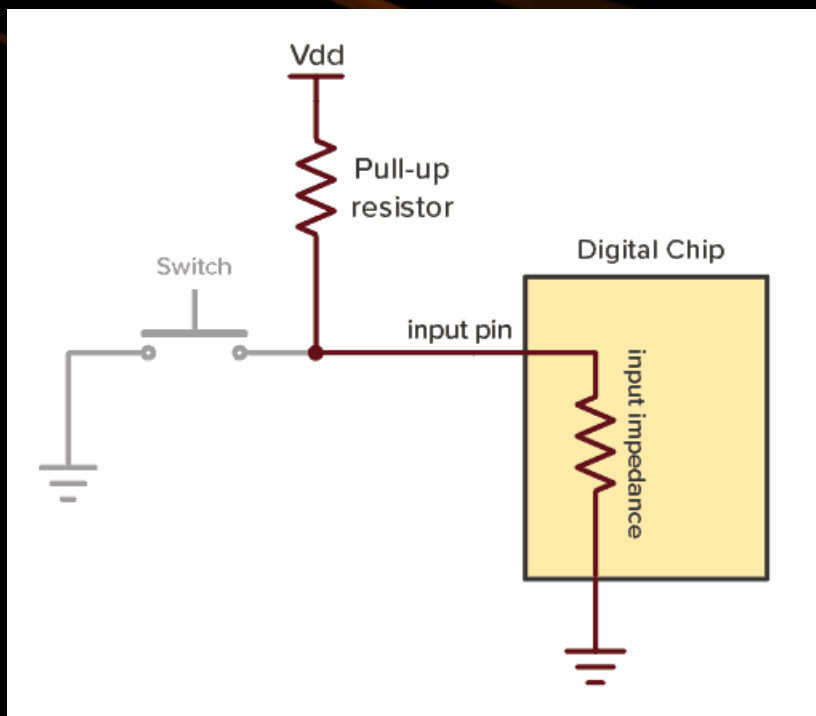 Vdd
Pull-up
resistor
Digital Chip
Switch
input pin
input impedance